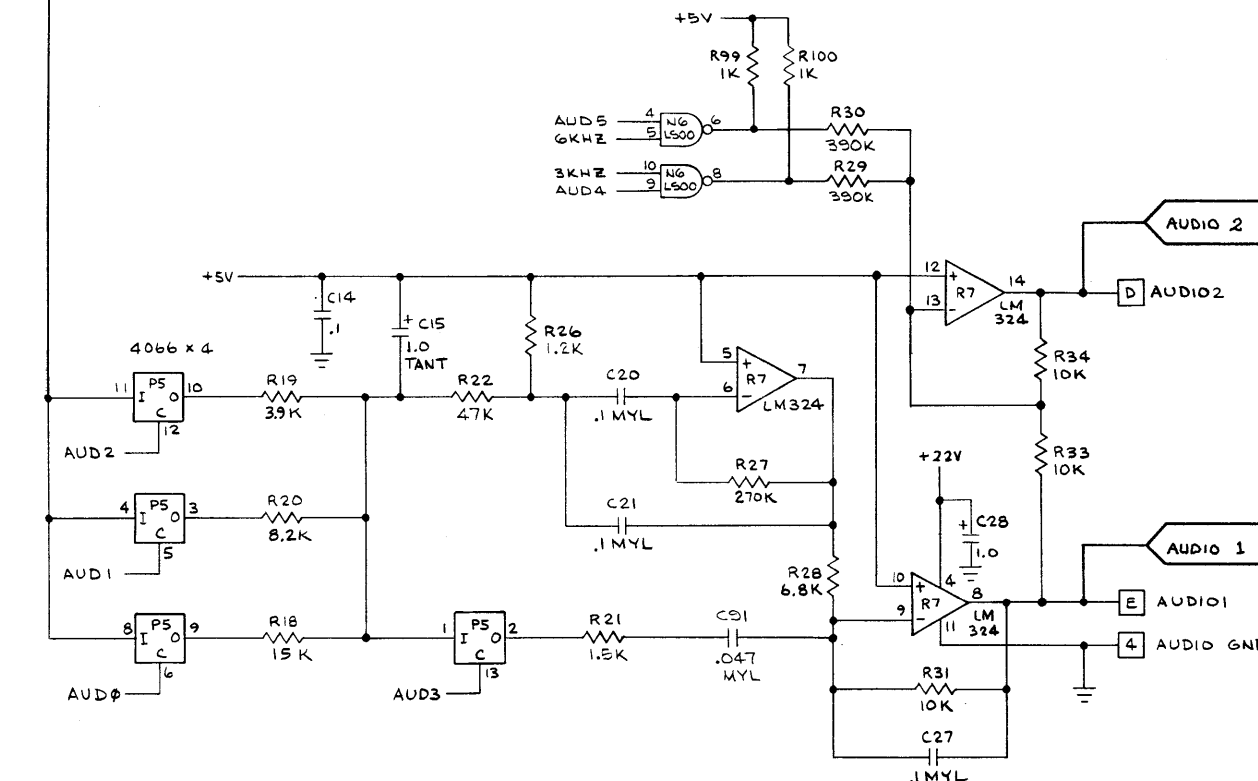 +5V
R99
1K
R100
1K
AUD5
6KHZ
4
5
N6
LS00
6
R30
390K
3KHZ
AUD4
10
9
N6
LS00
8
R29
390K
AUDIO 2
+5V
12
13
+
-
R7
14
LM
324
D
AUDIO2
C14
.1
+
C15
1.0
TANT
R26
1.2K
R34
10K
4066 x 4
11
I
P5
O
C
10
12
AUD2
R19
3.9K
R22
47K
C20
.1 MYL
5
6
+
-
R7
7
LM324
R33
10K
+22V
R27
270K
C21
.1 MYL
+
C28
1.0
4
I
P5
O
C
3
5
AUD1
R20
8.2K
AUDIO 1
R28
6.8K
10
9
+
-
R7
4
8
11
LM
324
E
AUDIO1
8
I
P5
O
C
9
6
AUDφ
R18
15 K
1
I
P5
O
C
2
13
AUD3
R21
1.5K
C91
.047
MYL
4
AUDIO GN
R31
10K
C27
.1MYL